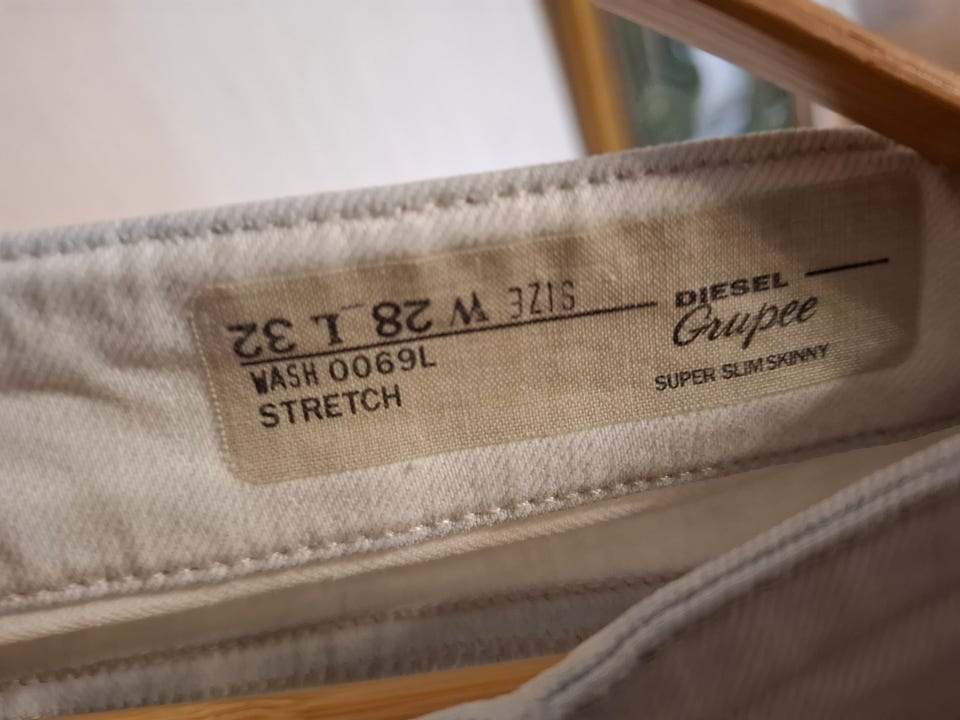 SIZE W 28 L 32
WASH 0069L
STRETCH
DIESEL
Grupee
SUPER SLIM SKINNY